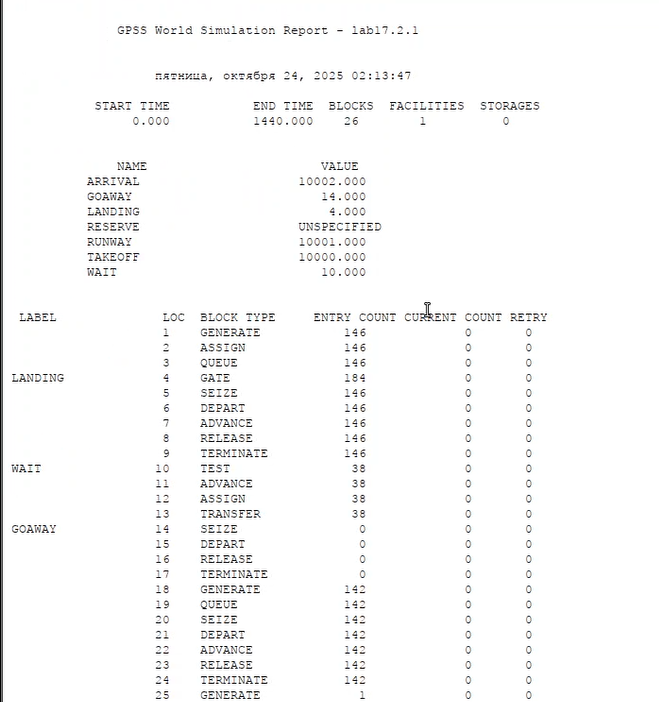 GPSS World Simulation Report - lab17.2.1
пятница, октября 24, 2025 02:13:47
START TIME END TIME BLOCKS FACILITIES STORAGES
0.000 1440.000 26 1 0
NAME VALUE
ARRIVAL 10002.000
GOAWAY 14.000
LANDING 4.000
RESERVE UNSPECIFIED
RUNWAY 10001.000
TAKEOFF 10000.000
WAIT 10.000
LABEL LOC BLOCK TYPE ENTRY COUNT CURRENT COUNT RETRY
1 GENERATE 146 0 0
2 ASSIGN 146 0 0
3 QUEUE 146 0 0
LANDING 4 GATE 184 0 0
5 SEIZE 146 0 0
6 DEPART 146 0 0
7 ADVANCE 146 0 0
8 RELEASE 146 0 0
9 TERMINATE 146 0 0
WAIT 10 TEST 38 0 0
11 ADVANCE 38 0 0
12 ASSIGN 38 0 0
13 TRANSFER 38 0 0
GOAWAY 14 SEIZE 0 0 0
15 DEPART 0 0 0
16 RELEASE 0 0 0
17 TERMINATE 0 0 0
18 GENERATE 142 0 0
19 QUEUE 142 0 0
20 SEIZE 142 0 0
21 DEPART 142 0 0
22 ADVANCE 142 0 0
23 RELEASE 142 0 0
24 TERMINATE 142 0 0
25 GENERATE 1 0 0